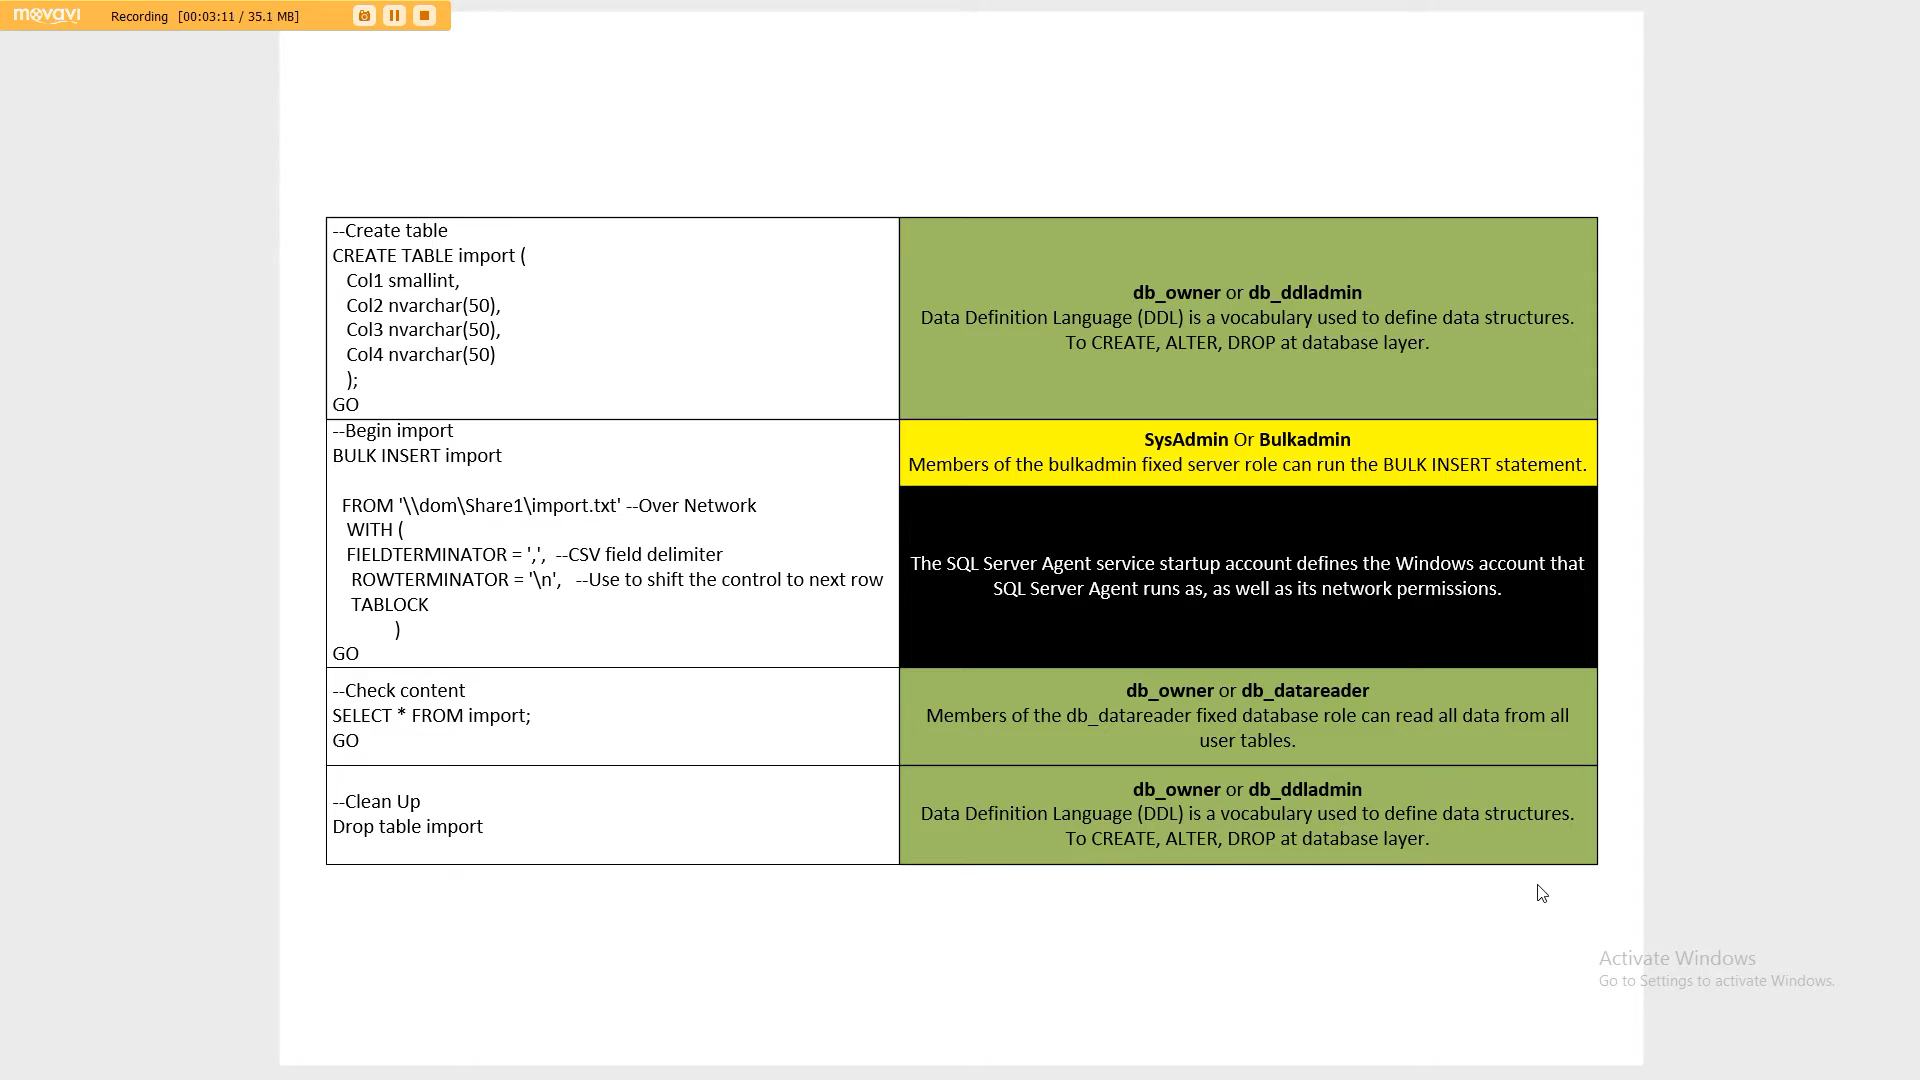 movavi Recording [00:03:11 / 35.1 MB]
--Create table
CREATE TABLE import (
Col1 smallint,
Col2 nvarchar(50),
Col3 nvarchar(50),
Col4 nvarchar(50)
);
GO
db_owner or db_ddladmin
Data Definition Language (DDL) is a vocabulary used to define data structures.
To CREATE, ALTER, DROP at database layer.
--Begin import
BULK INSERT import
FROM '\\dom\Share1\import.txt' --Over Network
WITH (
FIELDTERMINATOR = ',', --CSV field delimiter
ROWTERMINATOR = '\n', --Use to shift the control to next row
TABLOCK
)
GO
SysAdmin Or Bulkadmin
Members of the bulkadmin fixed server role can run the BULK INSERT statement.
The SQL Server Agent service startup account defines the Windows account that
SQL Server Agent runs as, as well as its network permissions.
--Check content
SELECT * FROM import;
GO
db_owner or db_datareader
Members of the db_datareader fixed database role can read all data from all
user tables.
--Clean Up
Drop table import
db_owner or db_ddladmin
Data Definition Language (DDL) is a vocabulary used to define data structures.
To CREATE, ALTER, DROP at database layer.
Activate Windows
Go to Settings to activate Windows.